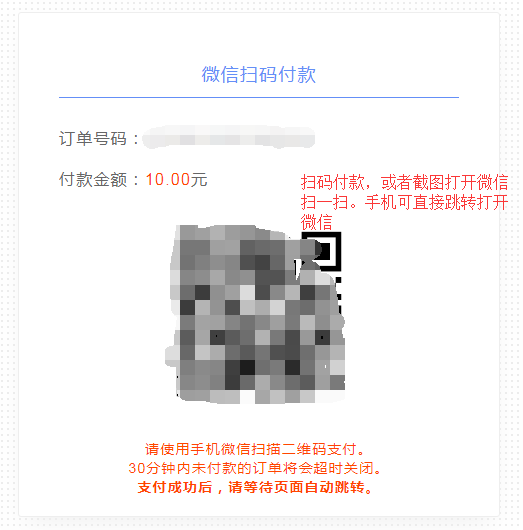 微信扫码付款
订单号码：
付款金额：10.00元
扫码付款，或者截图打开微信
扫一扫。手机可直接跳转打开
微信
请使用手机微信扫描二维码支付。
30分钟内未付款的订单将会超时关闭。
支付成功后，请等待页面自动跳转。